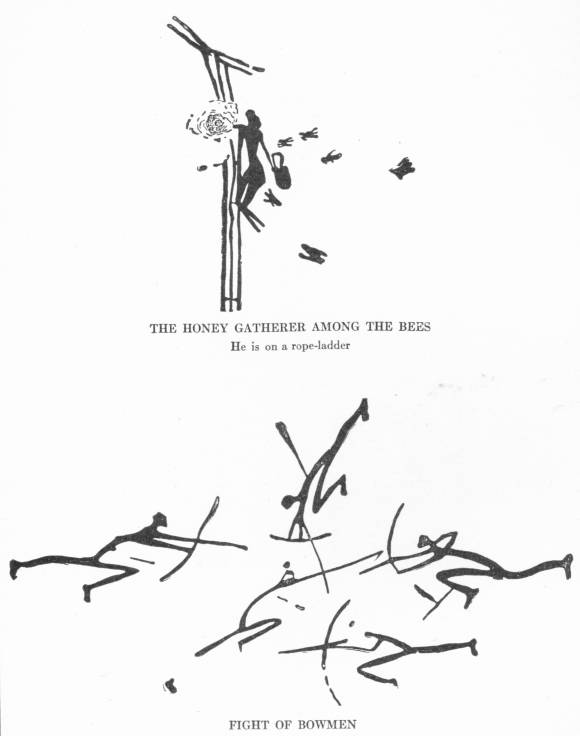 THE HONEY GATHERER AMONG THE BEES
He is on a rope-ladder
FIGHT OF BOWMEN